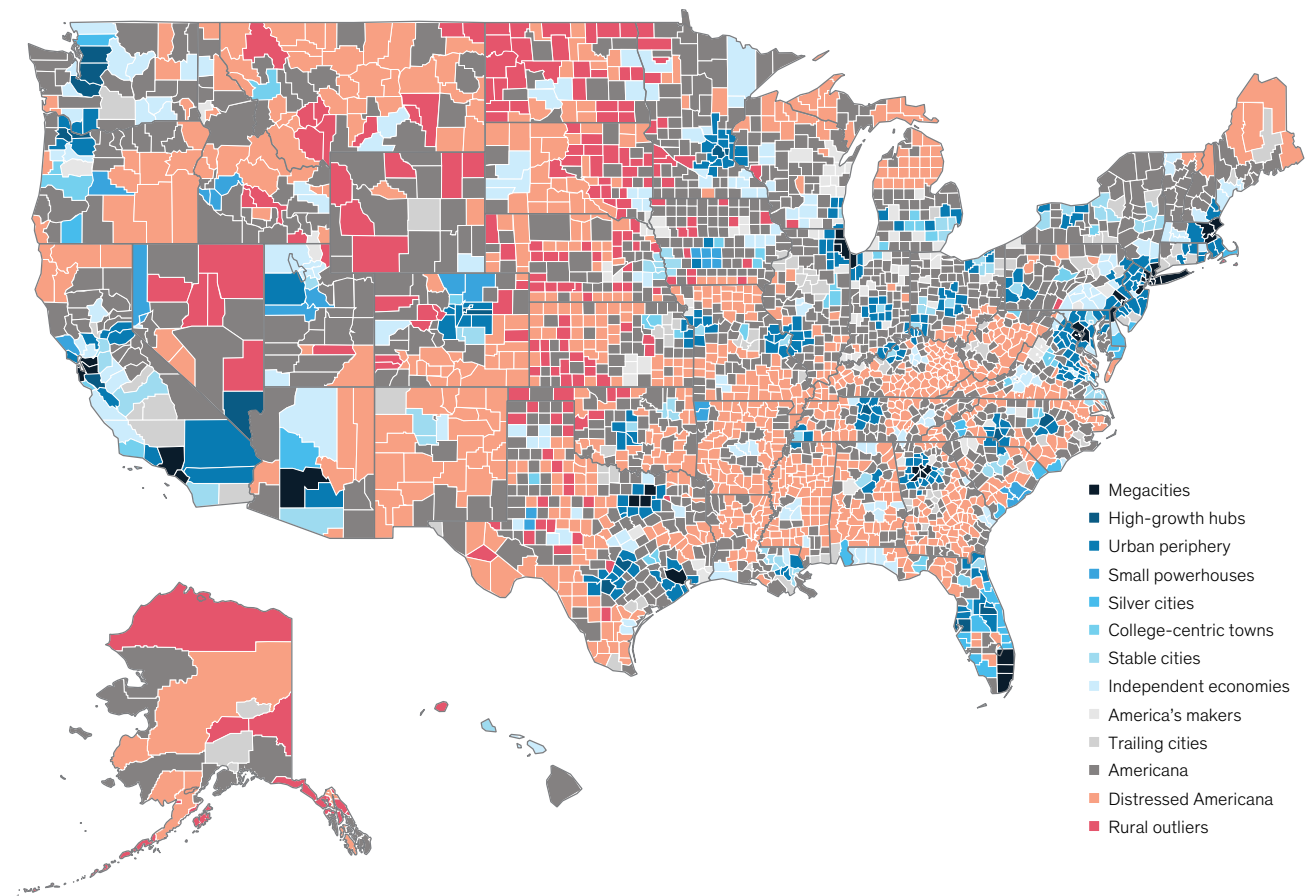 Megacities
High-growth hubs
Urban periphery
Small powerhouses
Silver cities
College-centric towns
Stable cities
Independent economies
America's makers
Trailing cities
Americana
Distressed Americana
Rural outliers